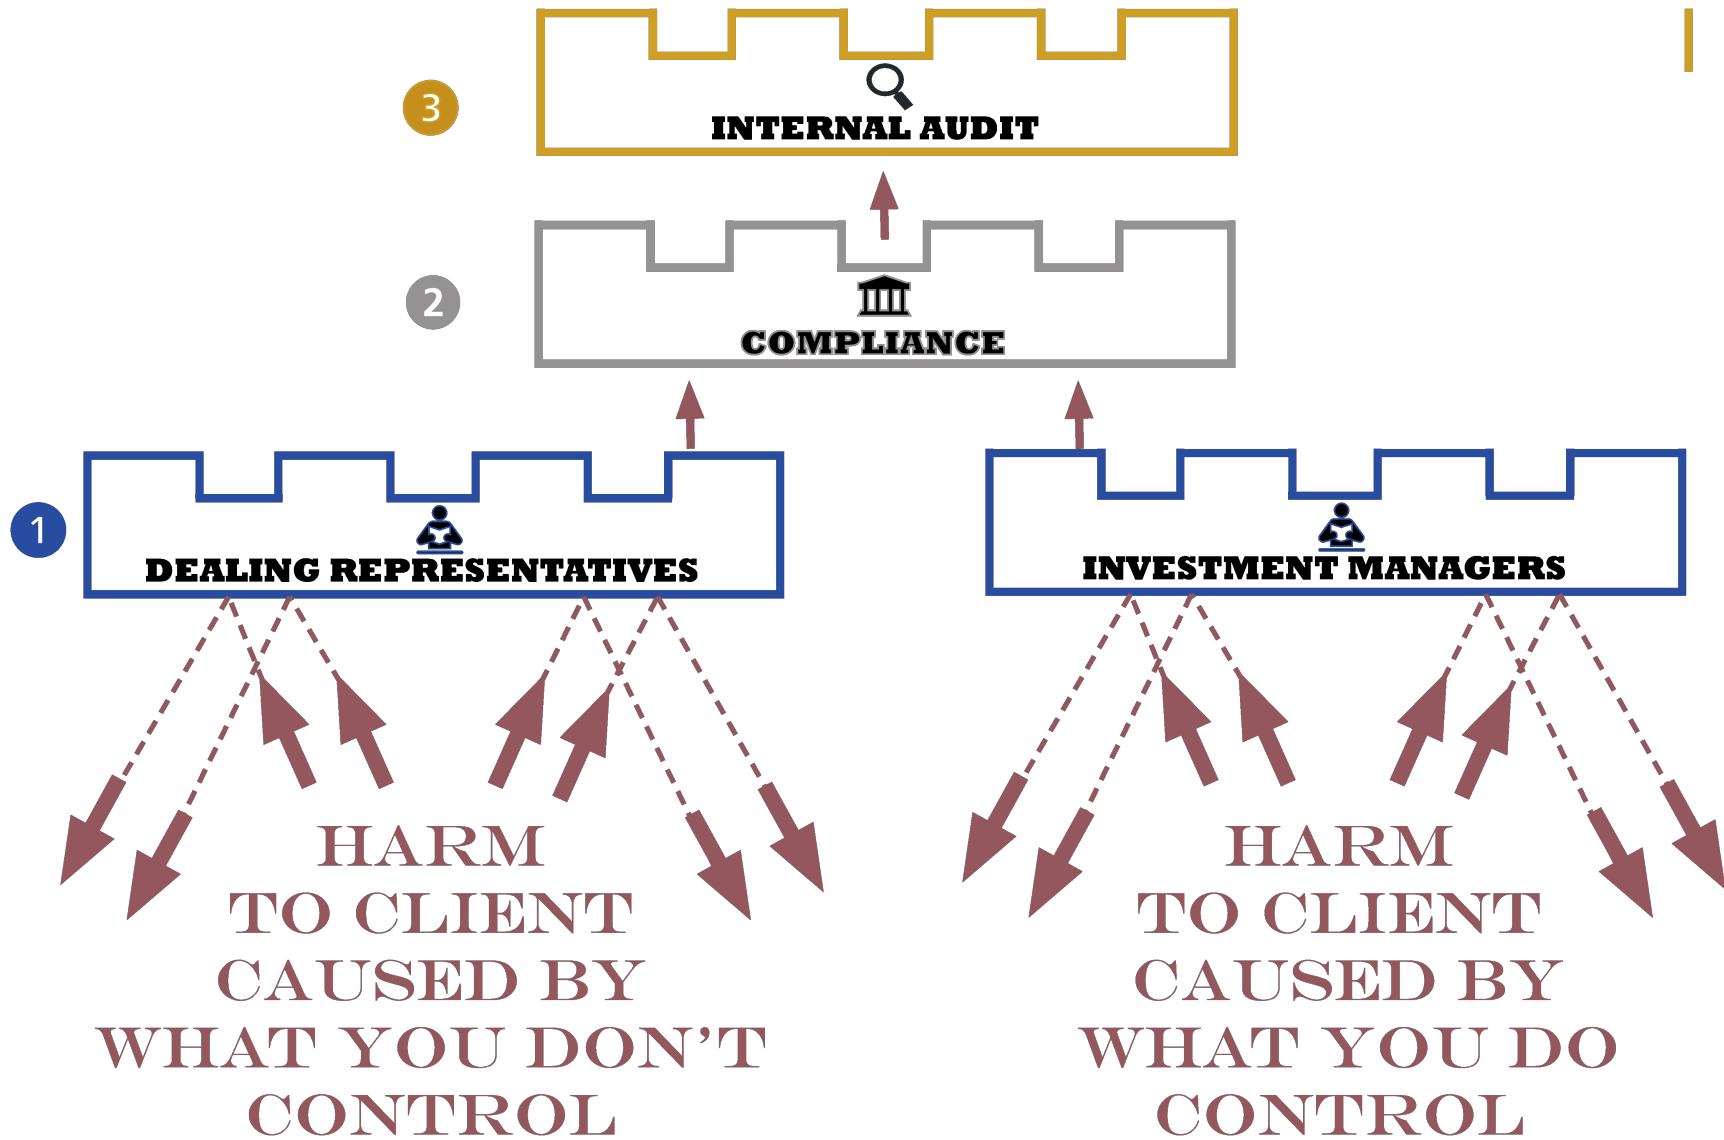 3
INTERNAL AUDIT
2
COMPLIANCE
1
DEALING REPRESENTATIVES
INVESTMENT MANAGERS
HARM
TO CLIENT
CAUSED BY
WHAT YOU DON'T
CONTROL
HARM
TO CLIENT
CAUSED BY
WHAT YOU DO
CONTROL